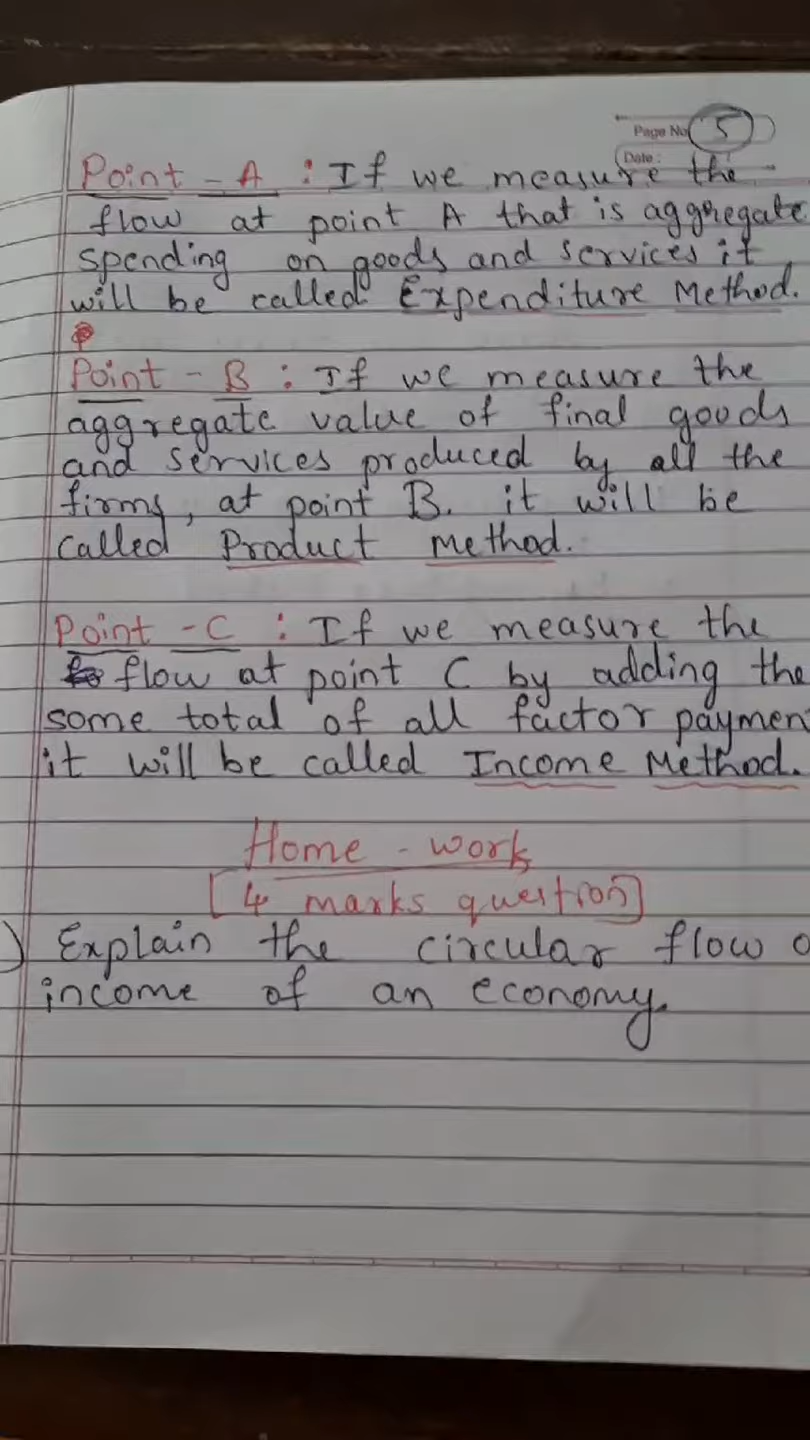 Page No. 5
Date:
Point - A : If we measure the
flow at point A that is aggregate
spending on goods and services it
will be called Expenditure Method.
Point - B : If we measure the
aggregate value of final goods
and services produced by all the
firms, at point B. it will be
called Product Method.
Point - C : If we measure the
flow at point C by adding the
some total of all factor paymen
it will be called Income Method.
Home - work
[4 marks question]
) Explain the circular flow o
income of an economy.